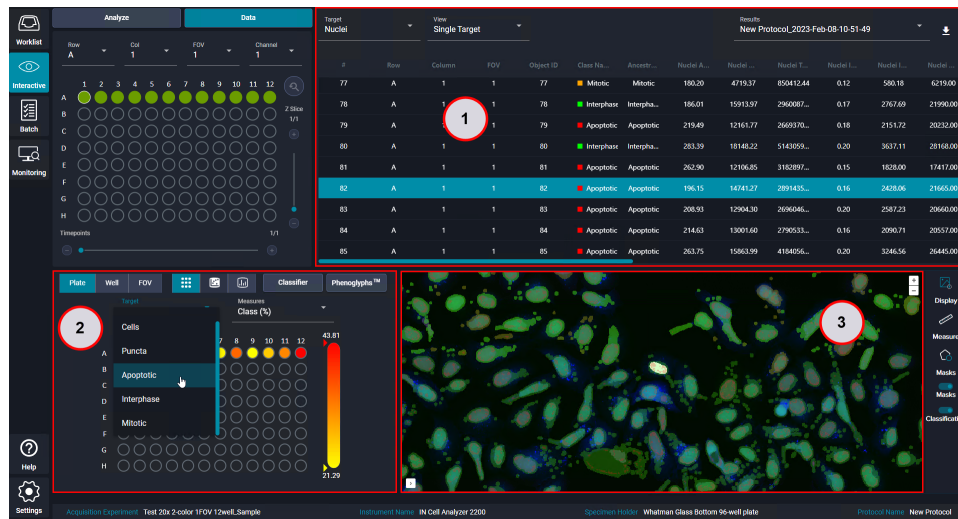 Worklist
Interactive
Batch
Monitoring
Help
Settings
Analyze Data
Row Col FOV Channel
A 1 1 1
1 2 3 4 5 6 7 8 9 10 11 12
A
B
C
D
E
F
G
H
Z Slice
1/1
Timepoints 1/1
Target View Results
Nuclei Single Target New Protocol_2023-Feb-08-10-51-49
# Row Column FOV Object ID Class Na... Ancestr... Nuclei A... Nuclei ... Nuclei T... Nuclei I... Nuclei I... Nuclei ...
77 A 1 1 77 Mitotic Mitotic 180.20 4719.37 850412.44 0.12 580.18 6219.00
78 A 1 1 78 Interphase Interpha... 186.01 15913.97 2960087... 0.17 2767.69 21990.00
79 A 1 79 Apoptotic Apoptotic 219.49 12161.77 2669370... 0.18 2151.72 20232.00
80 A 1 1 80 Interphase Interpha... 283.39 18148.22 5143059... 0.20 3637.11 28168.00
81 A 1 1 81 Apoptotic Apoptotic 262.90 12106.85 3182897... 0.15 1828.00 17417.00
82 A 1 1 82 Apoptotic Apoptotic 196.15 14741.27 2891435... 0.16 2428.06 21665.00
83 A 1 1 83 Apoptotic Apoptotic 208.93 12904.30 2696046... 0.20 2587.23 20660.00
84 A 1 1 84 Apoptotic Apoptotic 214.63 13001.60 2790533... 0.16 2090.71 20557.00
85 A 1 1 85 Apoptotic Apoptotic 263.75 15863.99 4184056... 0.20 3246.56 26445.00
1
Plate Well FOV Classifier Phenoglyphs™
Target Measures
Class (%)
2
Cells
Puncta
Apoptotic
Interphase
Mitotic
7 8 9 10 11 12
A
B
C
D
E
F
G
H
43.81
21.29
3
+
−
Display
Measure
Masks
Masks
Classificati
Acquisition Experiment Test 20x 2-color 1FOV 12well_Sample Instrument Name IN Cell Analyzer 2200 Specimen Holder Whatman Glass Bottom 96-well plate Protocol Name New Protocol